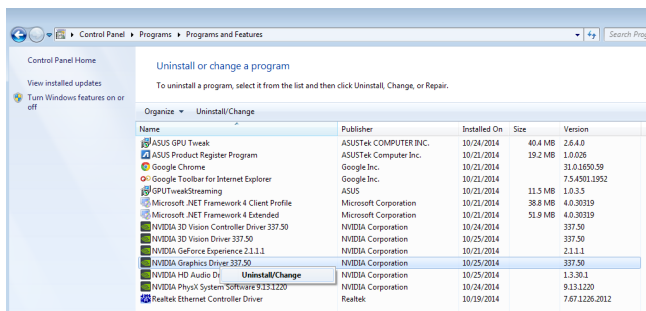 Control Panel ▸ Programs ▸ Programs and Features
Search Pro
Control Panel Home
View installed updates
Turn Windows features on or off
Uninstall or change a program
To uninstall a program, select it from the list and then click Uninstall, Change, or Repair.
Organize Uninstall/Change
Name Publisher Installed On Size Version
ASUS GPU Tweak ASUSTek COMPUTER INC. 10/24/2014 40.4 MB 2.6.4.0
ASUS Product Register Program ASUSTek Computer Inc. 10/21/2014 19.2 MB 1.0.026
Google Chrome Google Inc. 10/21/2014 31.0.1650.59
Google Toolbar for Internet Explorer Google Inc. 10/21/2014 7.5.4501.1952
GPUTweakStreaming ASUS 10/21/2014 11.5 MB 1.0.3.5
Microsoft .NET Framework 4 Client Profile Microsoft Corporation 10/21/2014 38.8 MB 4.0.30319
Microsoft .NET Framework 4 Extended Microsoft Corporation 10/21/2014 51.9 MB 4.0.30319
NVIDIA 3D Vision Controller Driver 337.50 NVIDIA Corporation 10/24/2014 337.50
NVIDIA 3D Vision Driver 337.50 NVIDIA Corporation 10/25/2014 337.50
NVIDIA GeForce Experience 2.1.1.1 NVIDIA Corporation 10/21/2014 2.1.1.1
NVIDIA Graphics Driver 337.50 NVIDIA Corporation 10/25/2014 337.50
NVIDIA HD Audio Dr Uninstall/Change NVIDIA Corporation 10/25/2014 1.3.30.1
NVIDIA PhysX System Software 9.13.1220 NVIDIA Corporation 10/24/2014 9.13.1220
Realtek Ethernet Controller Driver Realtek 10/19/2014 7.67.1226.2012